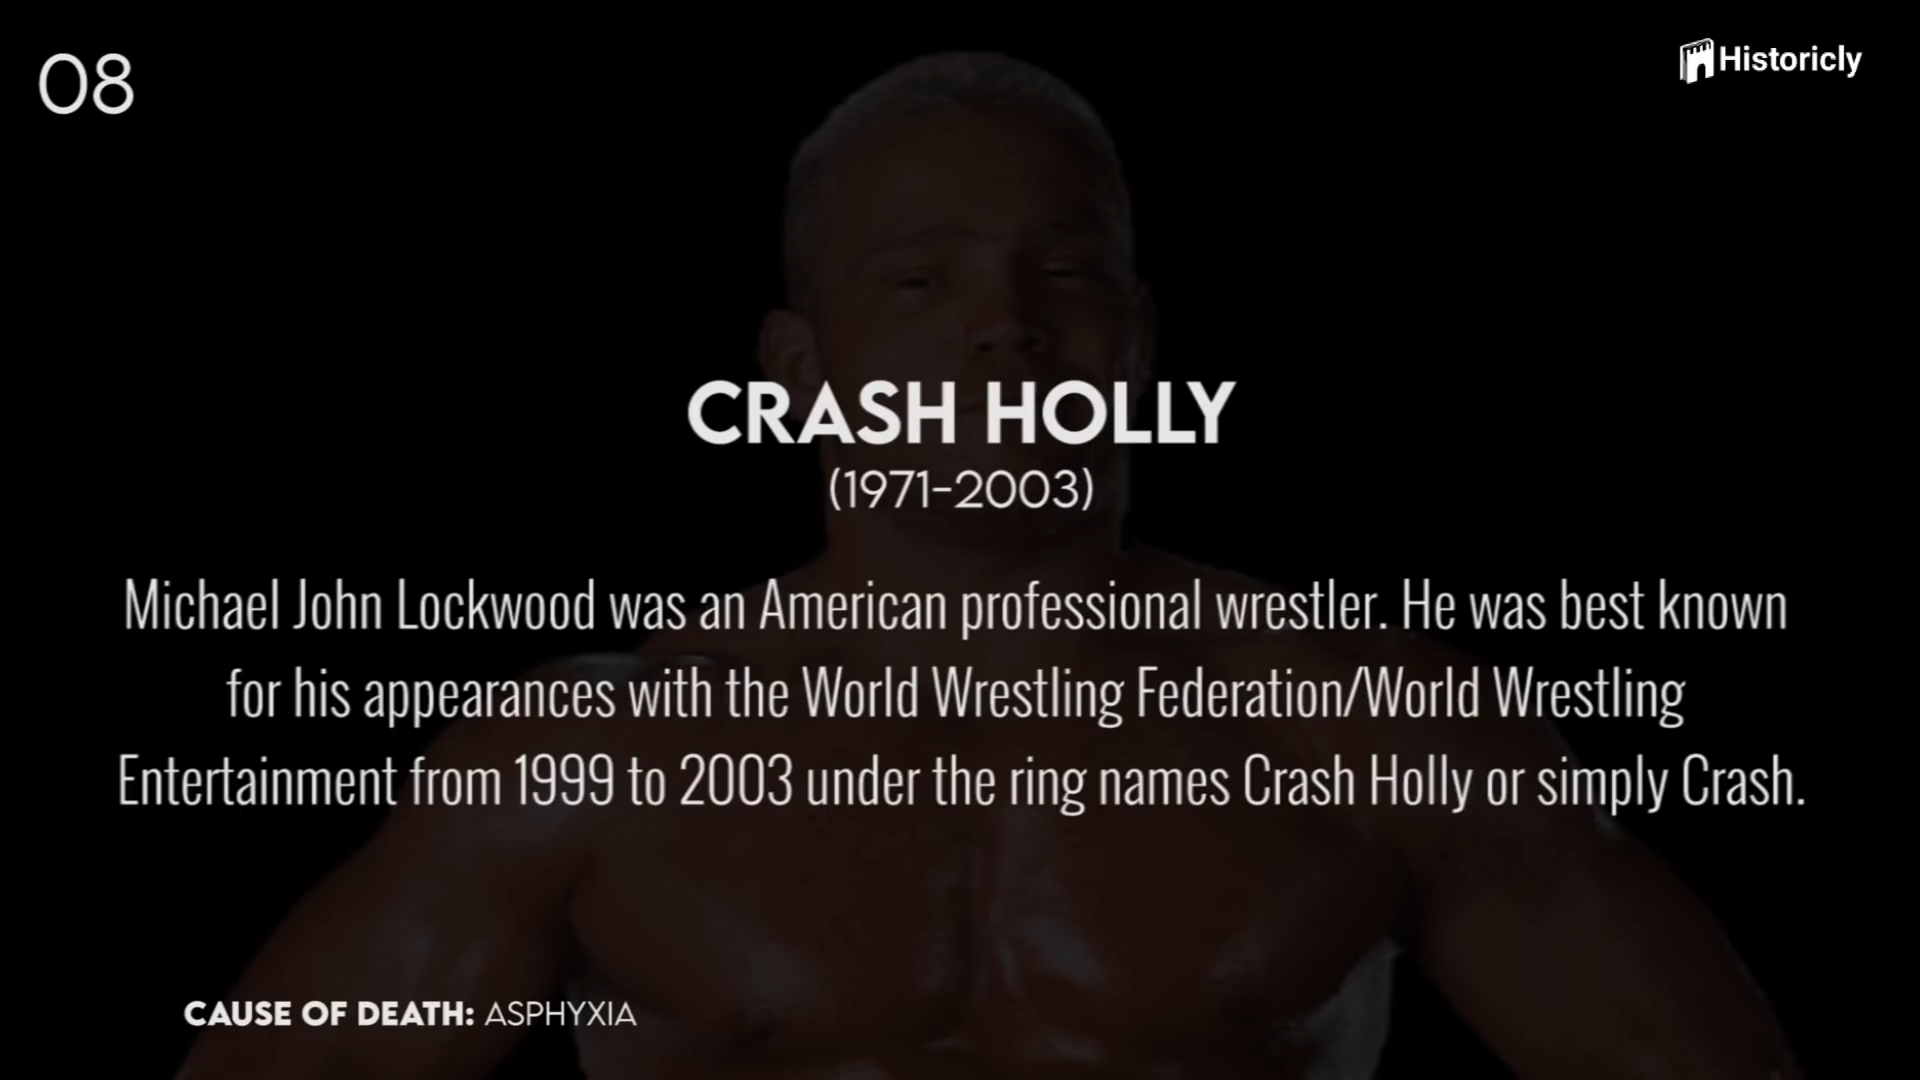 08
Historicly
CRASH HOLLY
(1971-2003)
Michael John Lockwood was an American professional wrestler. He was best known
for his appearances with the World Wrestling Federation/World Wrestling
Entertainment from 1999 to 2003 under the ring names Crash Holly or simply Crash.
CAUSE OF DEATH: ASPHYXIA